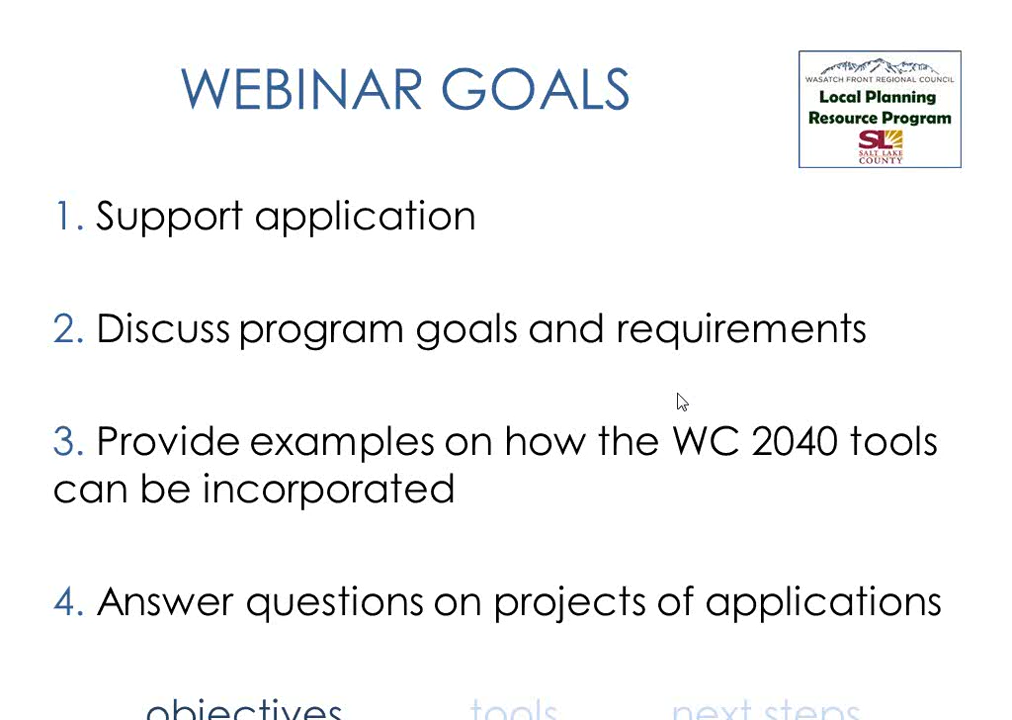 WEBINAR GOALS
WASATCH FRONT REGIONAL COUNCIL
Local Planning
Resource Program
SL
SALT LAKE
COUNTY
1. Support application
2. Discuss program goals and requirements
3. Provide examples on how the WC 2040 tools
can be incorporated
4. Answer questions on projects of applications
objectives tools next steps